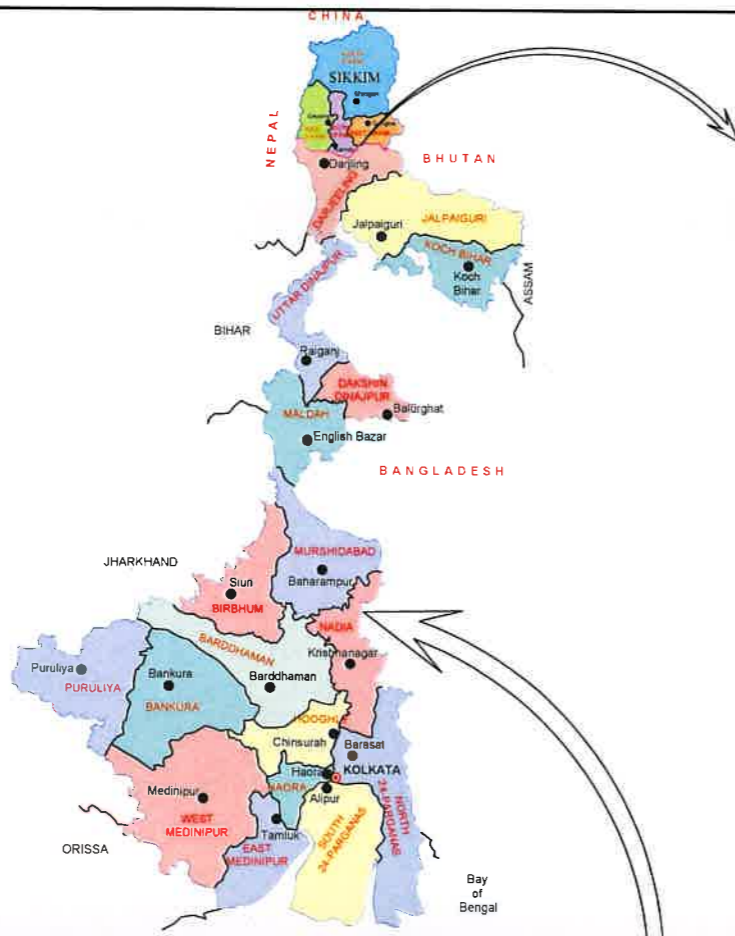 CHINA
SIKKIM
Mangan
NEPAL
Darjling
BHUTAN
DARJEELING
JALPAIGURI
Jalpaiguri
KOCH BIHAR
Koch
Bihar
ASSAM
UTTAR DINAJPUR
BIHAR
Raiganj
DAKSHIN
DINAJPUR
MALDAH
Balurghat
English Bazar
BANGLADESH
MURSHIDABAD
JHARKHAND
Baharampur
Siuri
BIRBHUM
NADIA
BARDDHAMAN
Krishnanagar
Puruliya
PURULIYA
Bankura
BANKURA
Barddhaman
HOOGHLY
Chinsurah
Barasat
Haora
KOLKATA
HAORA
Alipur
Medinipur
WEST
MEDINIPUR
NORTH
24-PARGANAS
SOUTH
24-PARGANAS
Tamluk
EAST
MEDINIPUR
ORISSA
Bay
of
Bengal